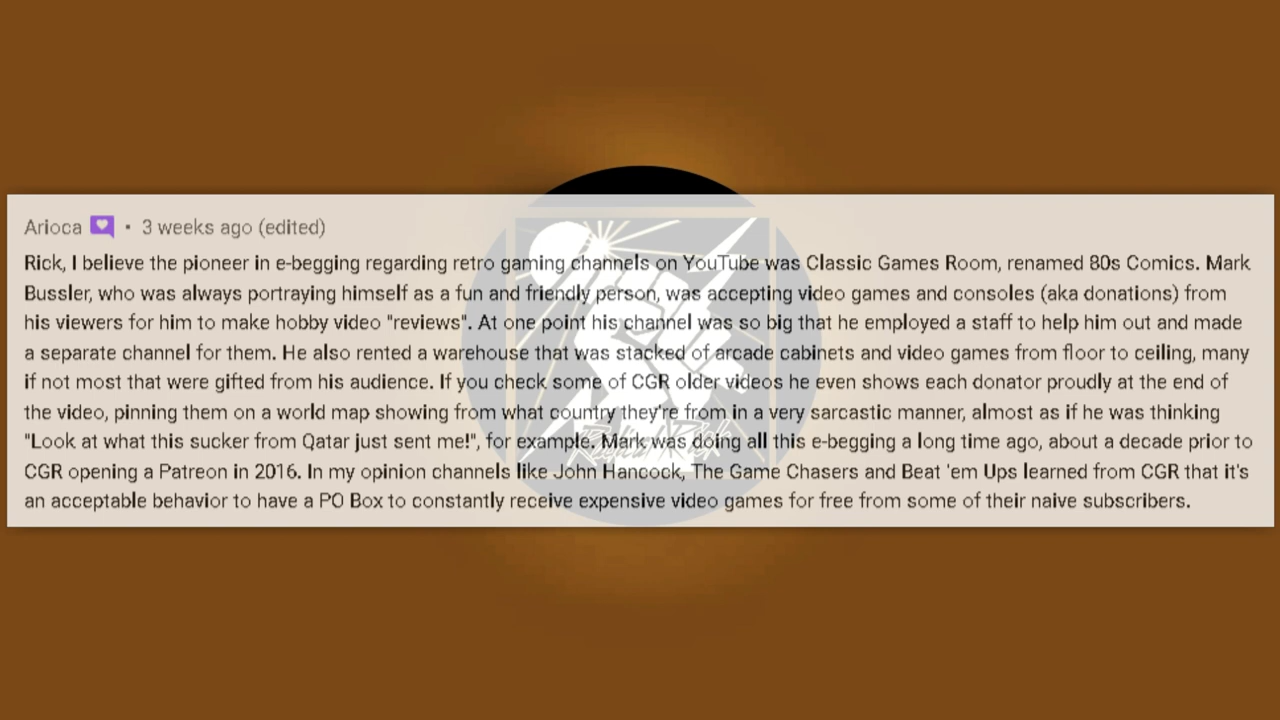 Arioca • 3 weeks ago (edited)
Rick, I believe the pioneer in e-begging regarding retro gaming channels on YouTube was Classic Games Room, renamed 80s Comics. Mark
Bussler, who was always portraying himself as a fun and friendly person, was accepting video games and consoles (aka donations) from
his viewers for him to make hobby video "reviews". At one point his channel was so big that he employed a staff to help him out and made
a separate channel for them. He also rented a warehouse that was stacked of arcade cabinets and video games from floor to ceiling, many
if not most that were gifted from his audience. If you check some of CGR older videos he even shows each donator proudly at the end of
the video, pinning them on a world map showing from what country they're from in a very sarcastic manner, almost as if he was thinking
"Look at what this sucker from Qatar just sent me!", for example. Mark was doing all this e-begging a long time ago, about a decade prior to
CGR opening a Patreon in 2016. In my opinion channels like John Hancock, The Game Chasers and Beat 'em Ups learned from CGR that it's
an acceptable behavior to have a PO Box to constantly receive expensive video games for free from some of their naive subscribers.